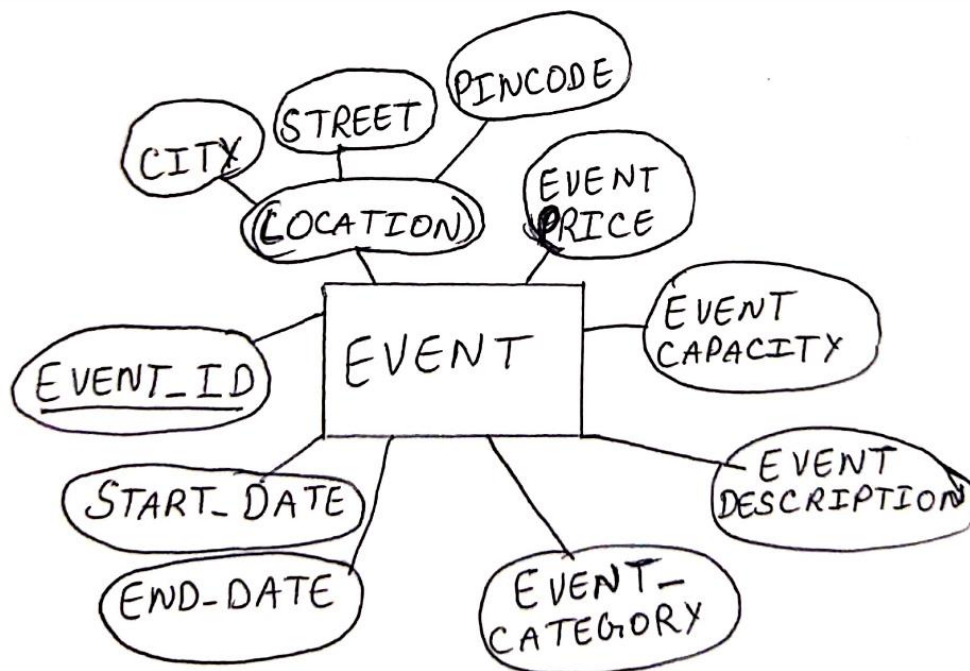 PINCODE
STREET
CITY
EVENT
PRICE
LOCATION
EVENT
CAPACITY
EVENT
EVENT_ID
EVENT
DESCRIPTION
START_DATE
END_DATE
EVENT_
CATEGORY